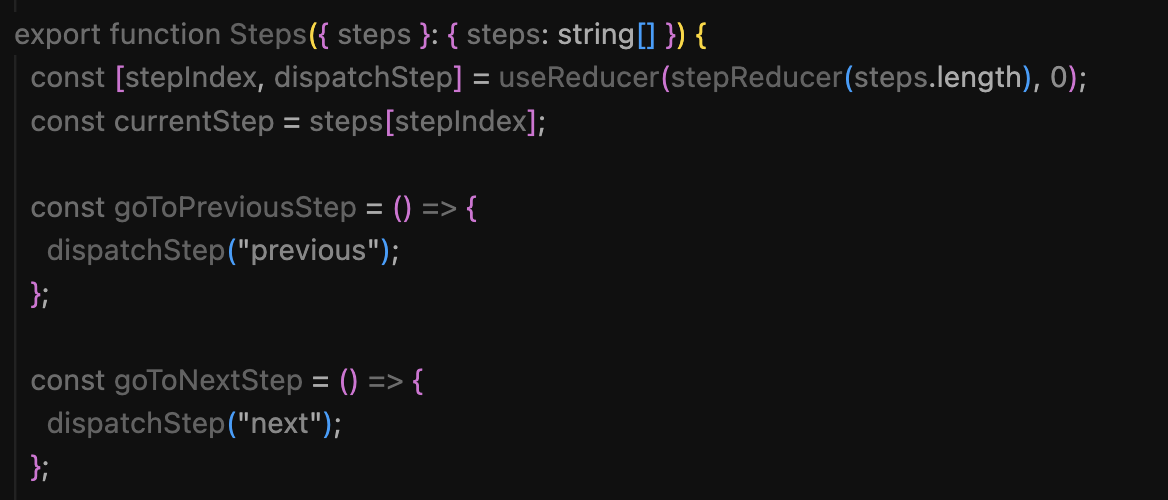 export function Steps({ steps }: { steps: string[] }) {
const [stepIndex, dispatchStep] = useReducer(stepReducer(steps.length), 0);
const currentStep = steps[stepIndex];
const goToPreviousStep = () => {
dispatchStep("previous");
};
const goToNextStep = () => {
dispatchStep("next");
};